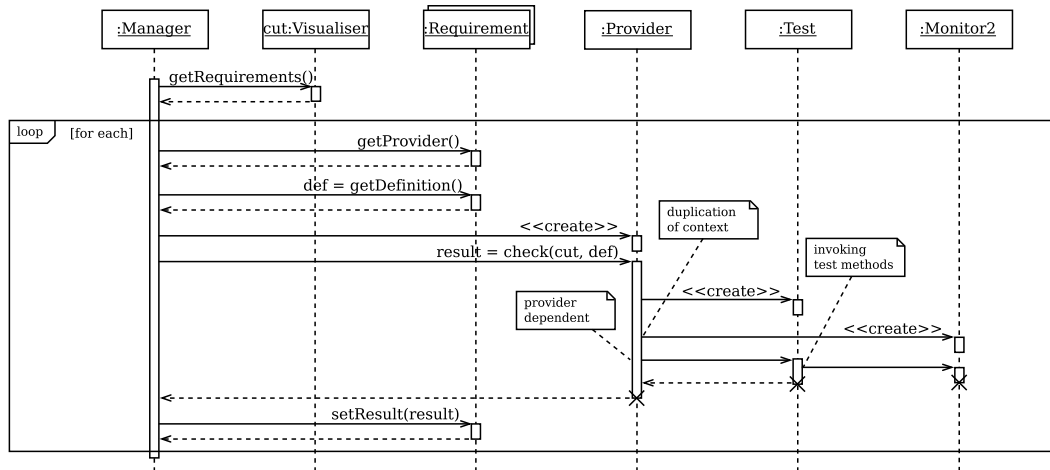 :Manager
cut:Visualiser
:Requirement
:Provider
:Test
:Monitor2
getRequirements()
loop
[for each]
getProvider()
def = getDefinition()
<<create>>
duplication
of context
result = check(cut, def)
invoking
test methods
<<create>>
provider
dependent
<<create>>
setResult(result)